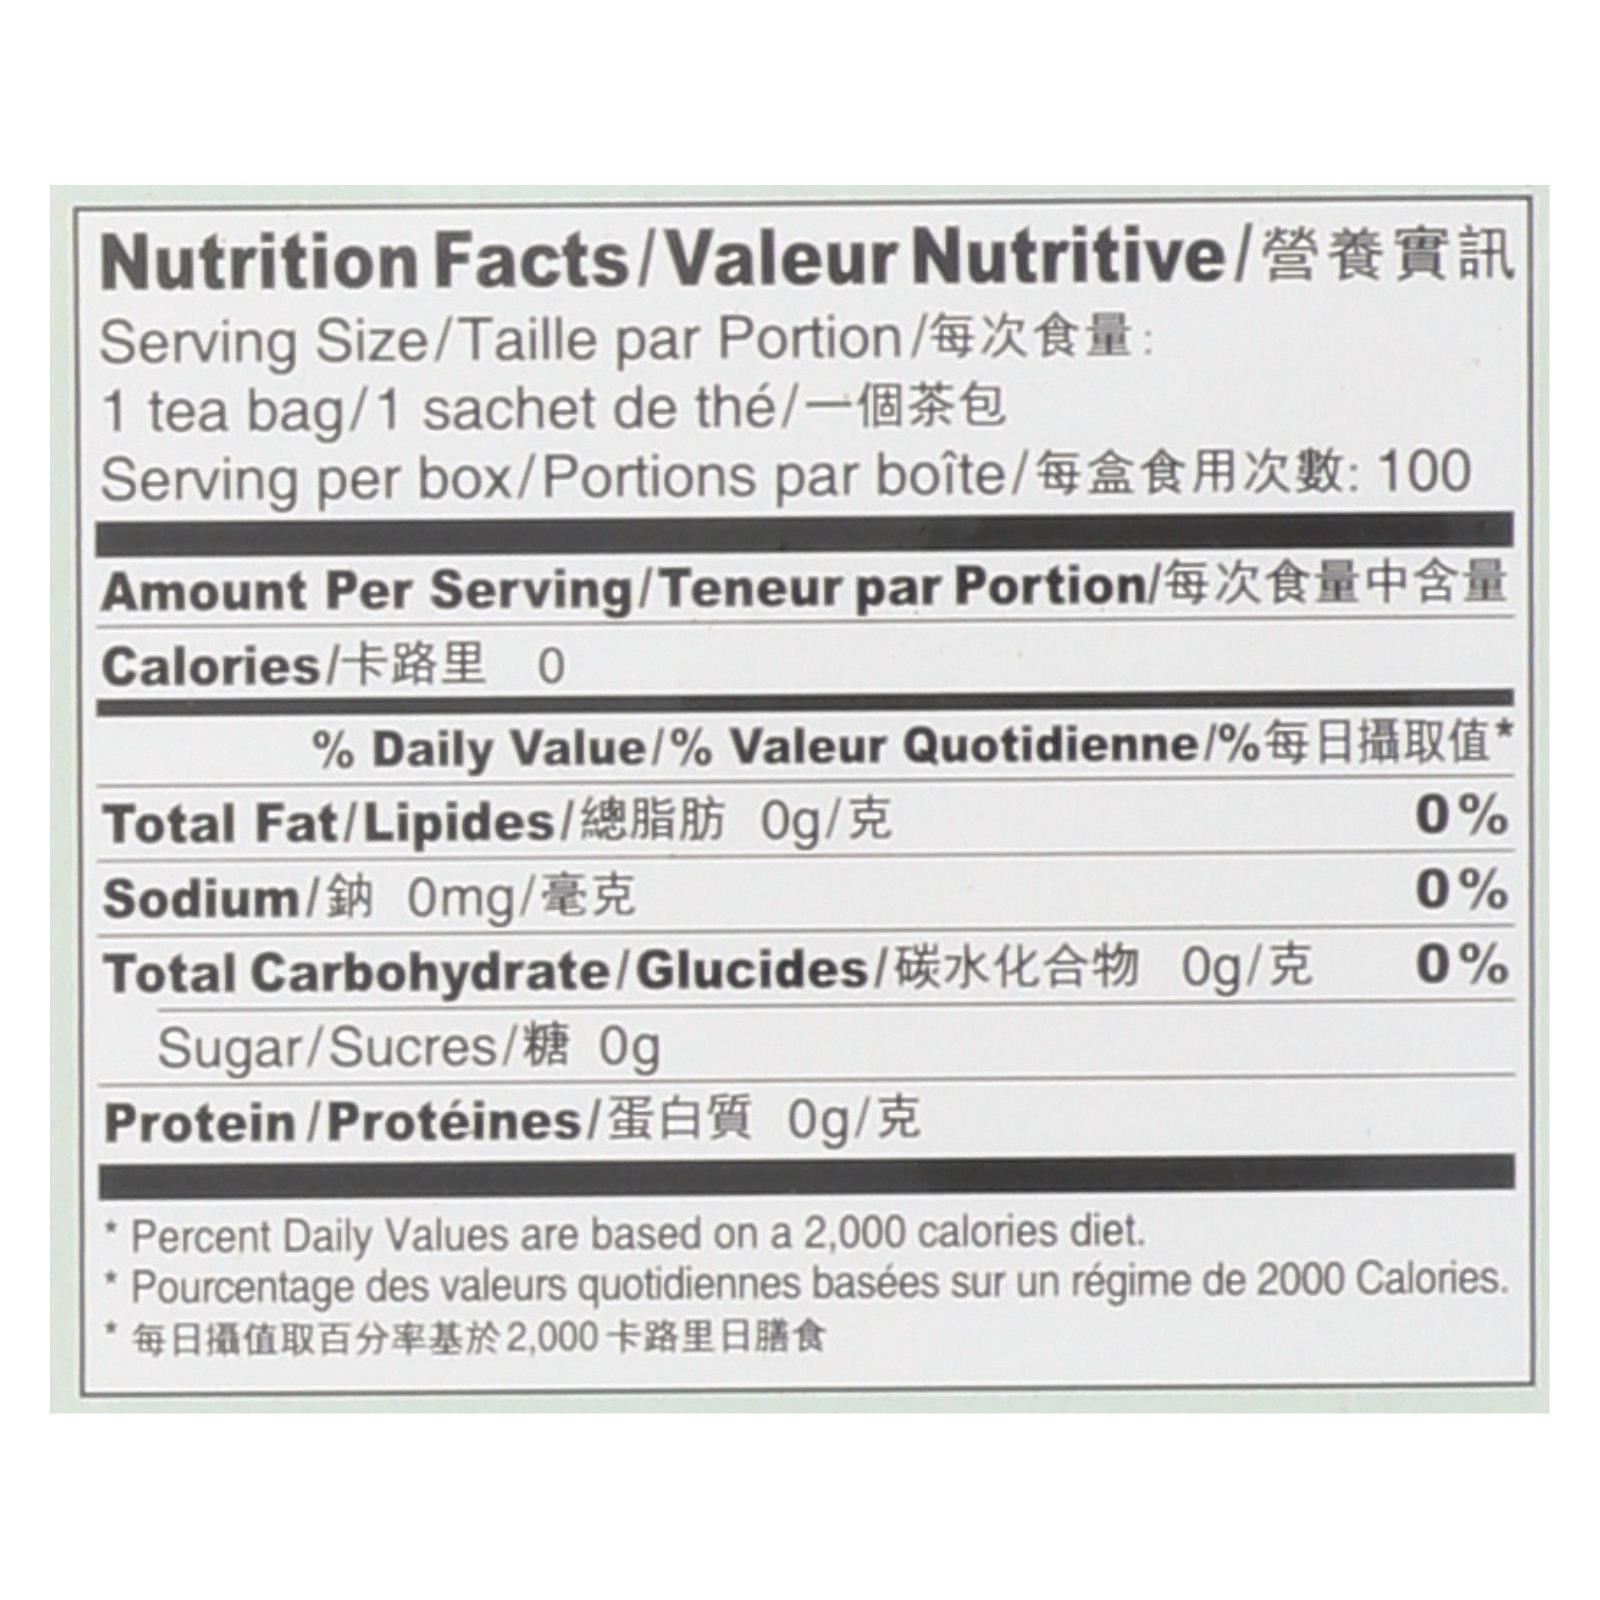 Nutrition Facts/Valeur Nutritive/營養實訊
Serving Size/Taille par Portion/每次食量:
1 tea bag/1 sachet de thé/一個茶包
Serving per box/Portions par boîte/每盒食用次數: 100
Amount Per Serving/Teneur par Portion/每次食量中含量
Calories/卡路里 0
% Daily Value/% Valeur Quotidienne/%每日攝取值*
Total Fat/Lipides/總脂肪 0g/克 0%
Sodium/鈉 0mg/毫克 0%
Total Carbohydrate/Glucides/碳水化合物 0g/克 0%
Sugar/Sucres/糖 0g
Protein/Protéines/蛋白質 0g/克
* Percent Daily Values are based on a 2,000 calories diet.
* Pourcentage des valeurs quotidiennes basées sur un régime de 2000 Calories.
* 每日攝值取百分率基於2,000卡路里日膳食